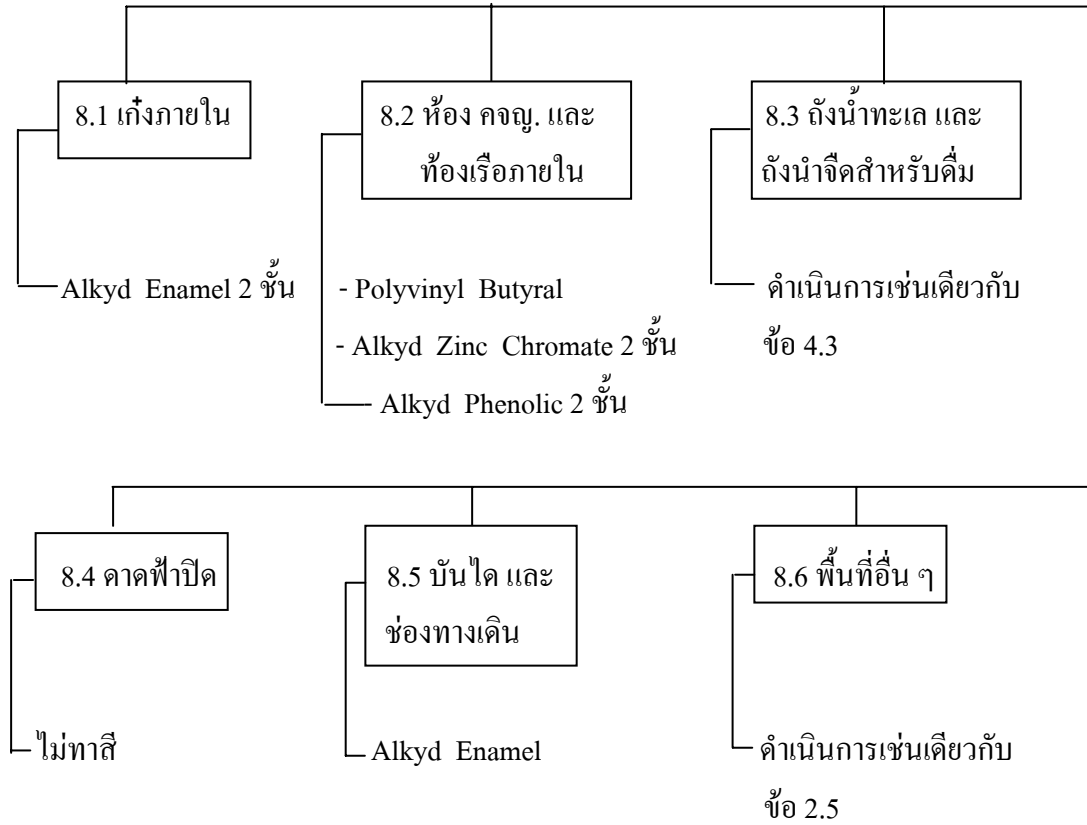 8.1 เก๋งภายใน
8.2 ห้อง คจญ. และ
ท้องเรือภายใน
8.3 ถังน้ำทะเล และ
ถังนำจืดสำหรับดื่ม
Alkyd Enamel 2 ชั้น
- Polyvinyl Butyral
- Alkyd Zinc Chromate 2 ชั้น
Alkyd Phenolic 2 ชั้น
ดำเนินการเช่นเดียวกับ
ข้อ 4.3
8.4 ดาดฟ้าปิด
8.5 บันได และ
ช่องทางเดิน
8.6 พื้นที่อื่น ๆ
ไม่ทาสี
Alkyd Enamel
ดำเนินการเช่นเดียวกับ
ข้อ 2.5